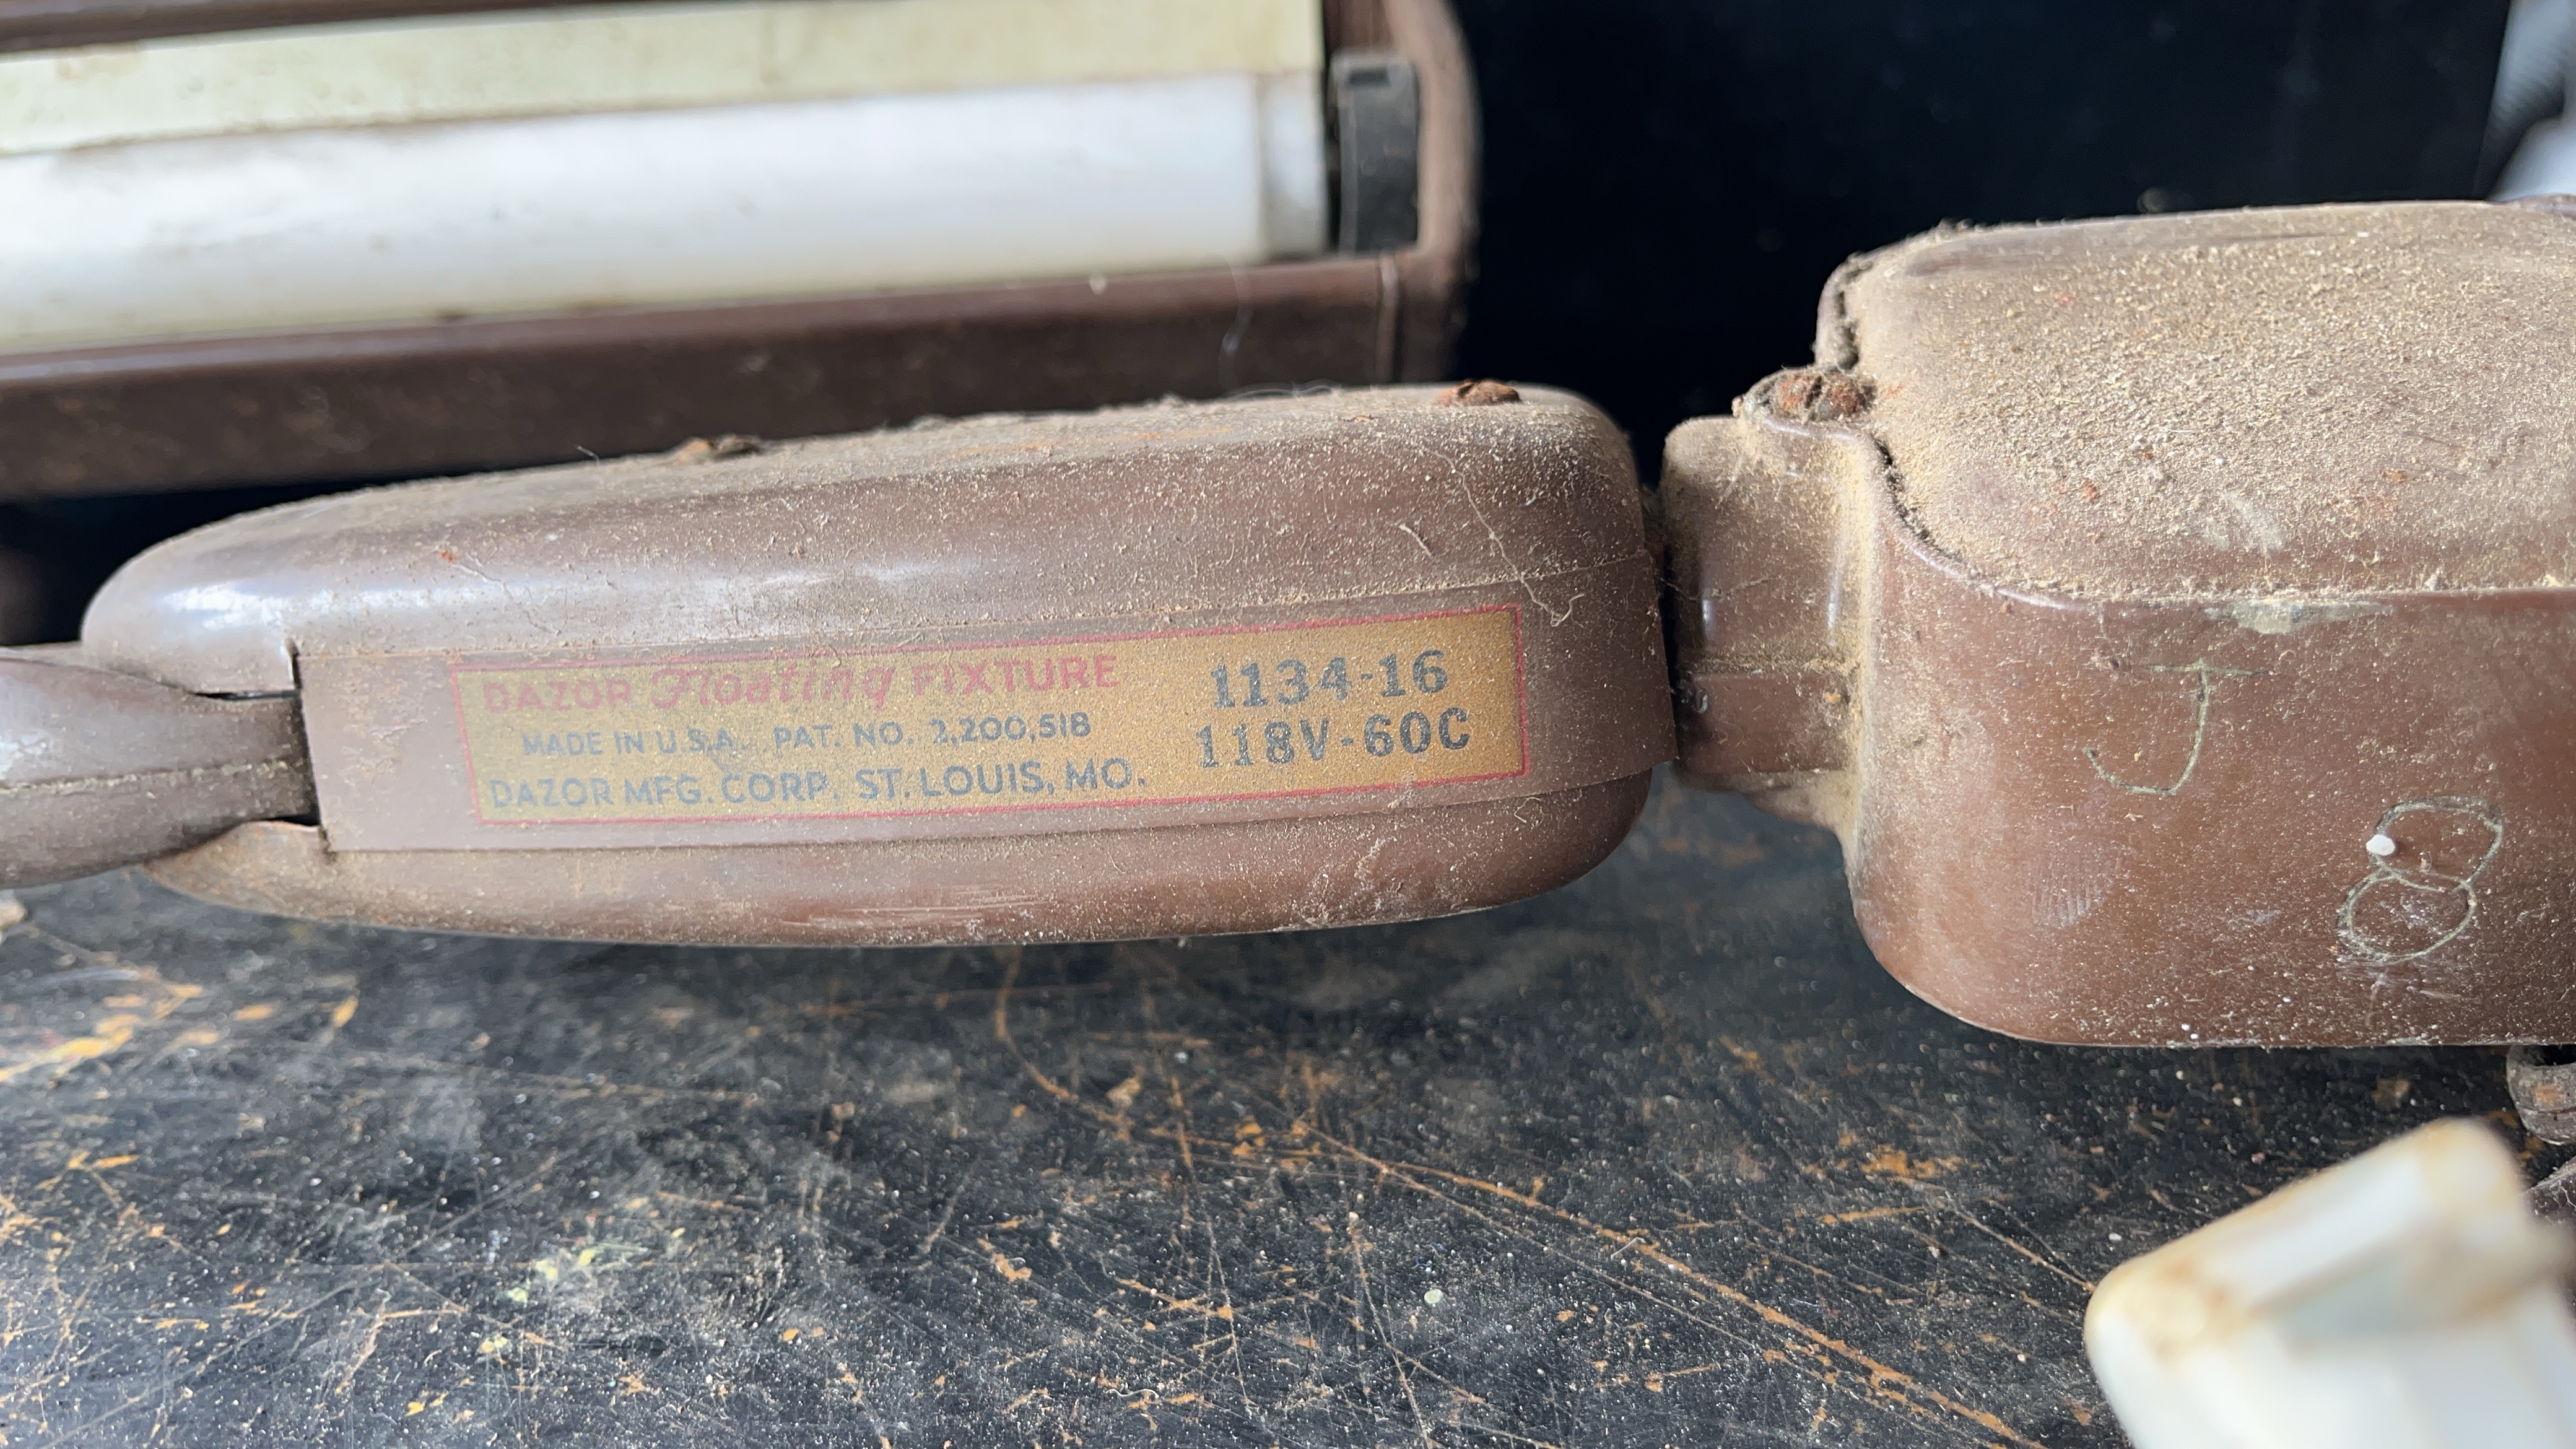 DAZOR Floating FIXTURE
MADE IN U.S.A. PAT. NO. 2,200,518
DAZOR MFG. CORP. ST. LOUIS, MO.
1134-16
118V-60C
J
8